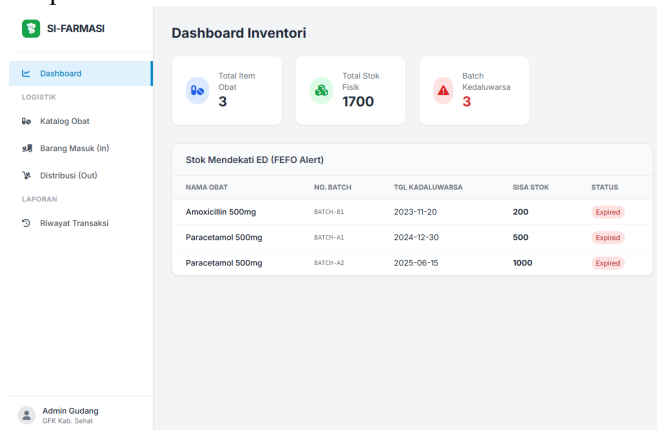 SI-FARMASI
Dashboard
LOGISTIK
Katalog Obat
Barang Masuk (In)
Distribusi (Out)
LAPORAN
Riwayat Transaksi
Admin Gudang
GFK Kab. Sehat
Dashboard Inventori
Total Item
Obat
3
Total Stok
Fisik
1700
Batch
Kedaluwarsa
3
Stok Mendekati ED (FEFO Alert)
NAMA OBAT NO. BATCH TGL KADALUWARSA SISA STOK STATUS
Amoxicillin 500mg BATCH-B1 2023-11-20 200 Expired
Paracetamol 500mg BATCH-A1 2024-12-30 500 Expired
Paracetamol 500mg BATCH-A2 2025-06-15 1000 Expired